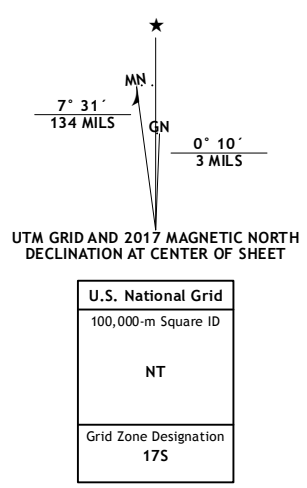 MN
7° 31´
134 MILS
GN
0° 10´
3 MILS
UTM GRID AND 2017 MAGNETIC NORTH
DECLINATION AT CENTER OF SHEET
U.S. National Grid
100,000-m Square ID
NT
Grid Zone Designation
17S